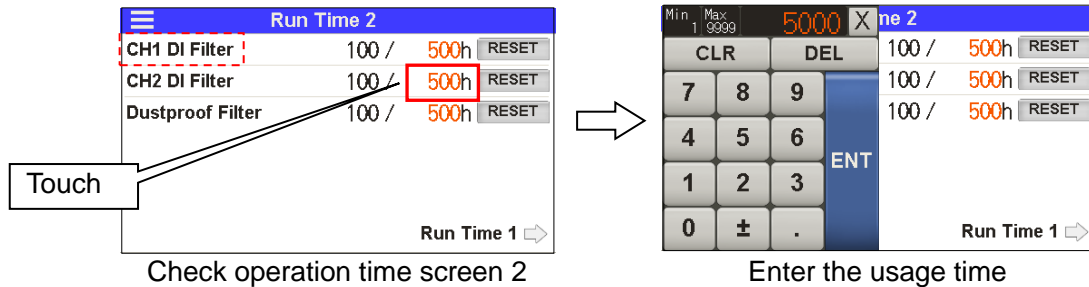 Run Time 2
CH1 DI Filter 100 / 500h RESET
CH2 DI Filter 100 / 500h RESET
Dustproof Filter 100 / 500h RESET
Touch
Run Time 1
Check operation time screen 2
Min 1 Max 9999 5000 X me 2
CLR DEL 100 / 500h RESET
7 8 9 100 / 500h RESET
100 / 500h RESET
4 5 6
ENT
1 2 3
0 ± . Run Time 1
Enter the usage time